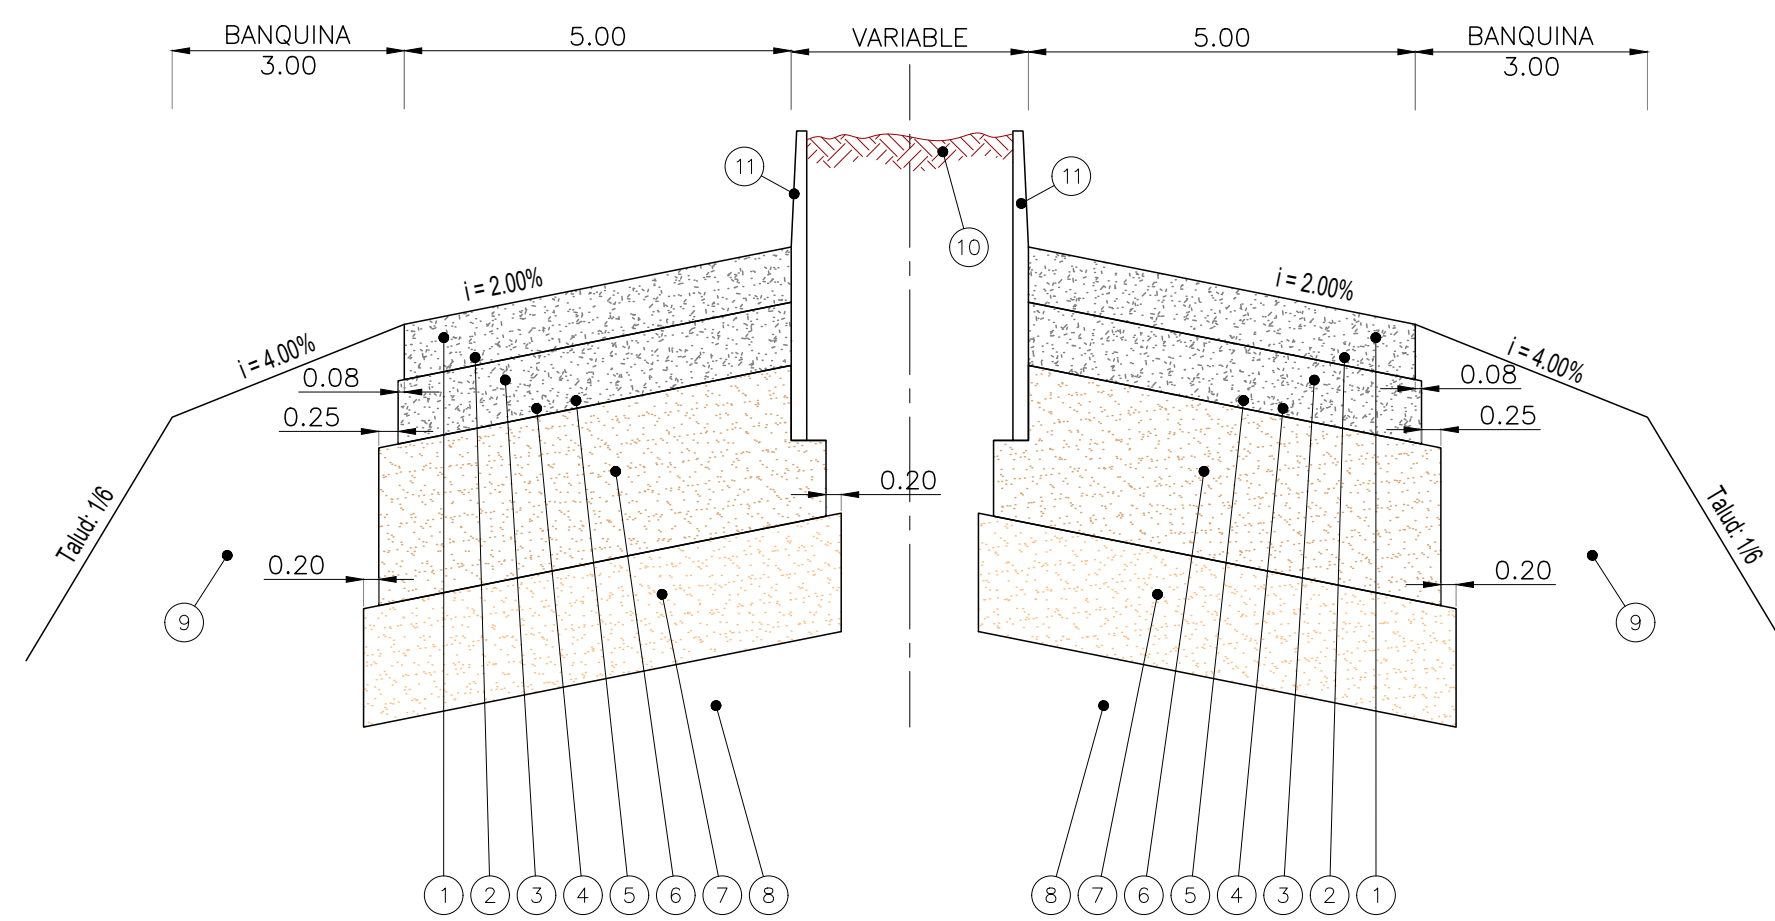 BANQUINA 5.00 VARIABLE 5.00 BANQUINA
3.00 3.00
11 11
10
i = 2.00% i = 2.00%
i = 4.00% i = 4.00%
0.08 0.08
0.25 0.25
0.20
Talud: 1/6 Talud: 1/6
0.20 0.20
9 9
1 2 3 4 5 6 7 8 8 7 6 5 4 3 2 1